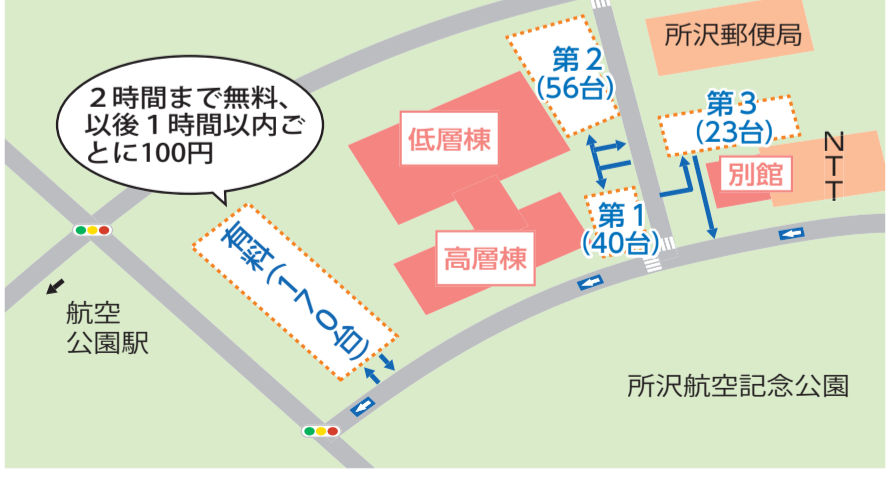 所沢郵便局
第２
(56台)
２時間まで無料、
以後１時間以内ご
とに100円
第３
(23台)
低層棟
NTT
別館
第１
(40台)
有料(１７０台)
高層棟
航空
公園駅
所沢航空記念公園